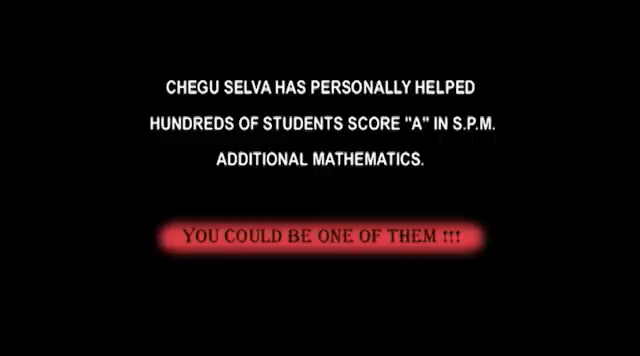 CHEGU SELVA HAS PERSONALLY HELPED
HUNDREDS OF STUDENTS SCORE "A" IN S.P.M.
ADDITIONAL MATHEMATICS.
YOU COULD BE ONE OF THEM !!!